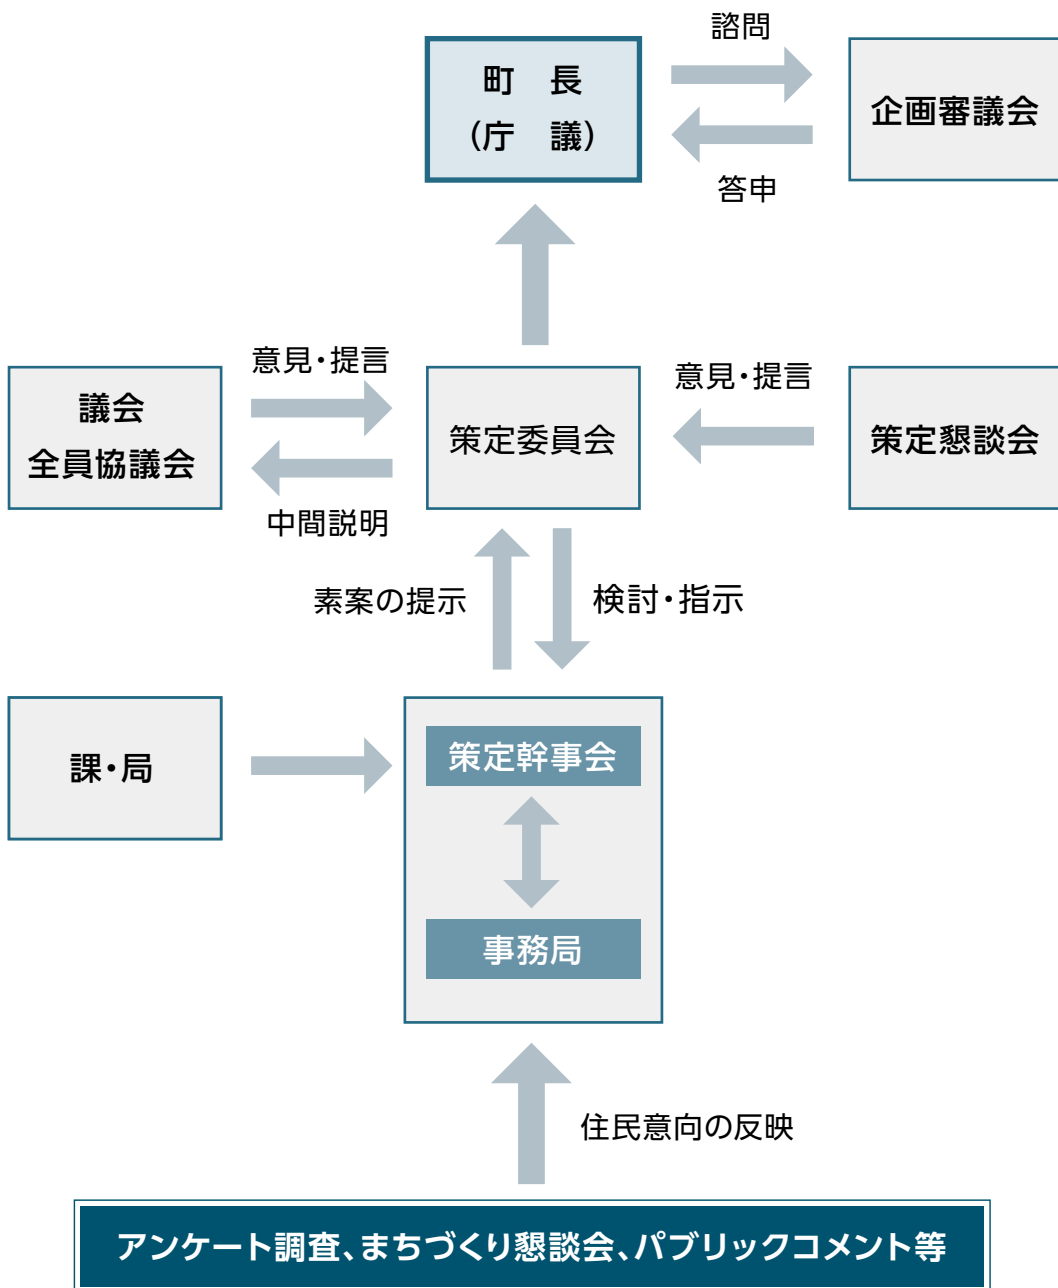 諮問
町　長
（庁　議）
企画審議会
答申
意見・提言
議会
全員協議会
中間説明
策定委員会
意見・提言
策定懇談会
素案の提示
検討・指示
課・局
策定幹事会
事務局
住民意向の反映
アンケート調査、まちづくり懇談会、パブリックコメント等